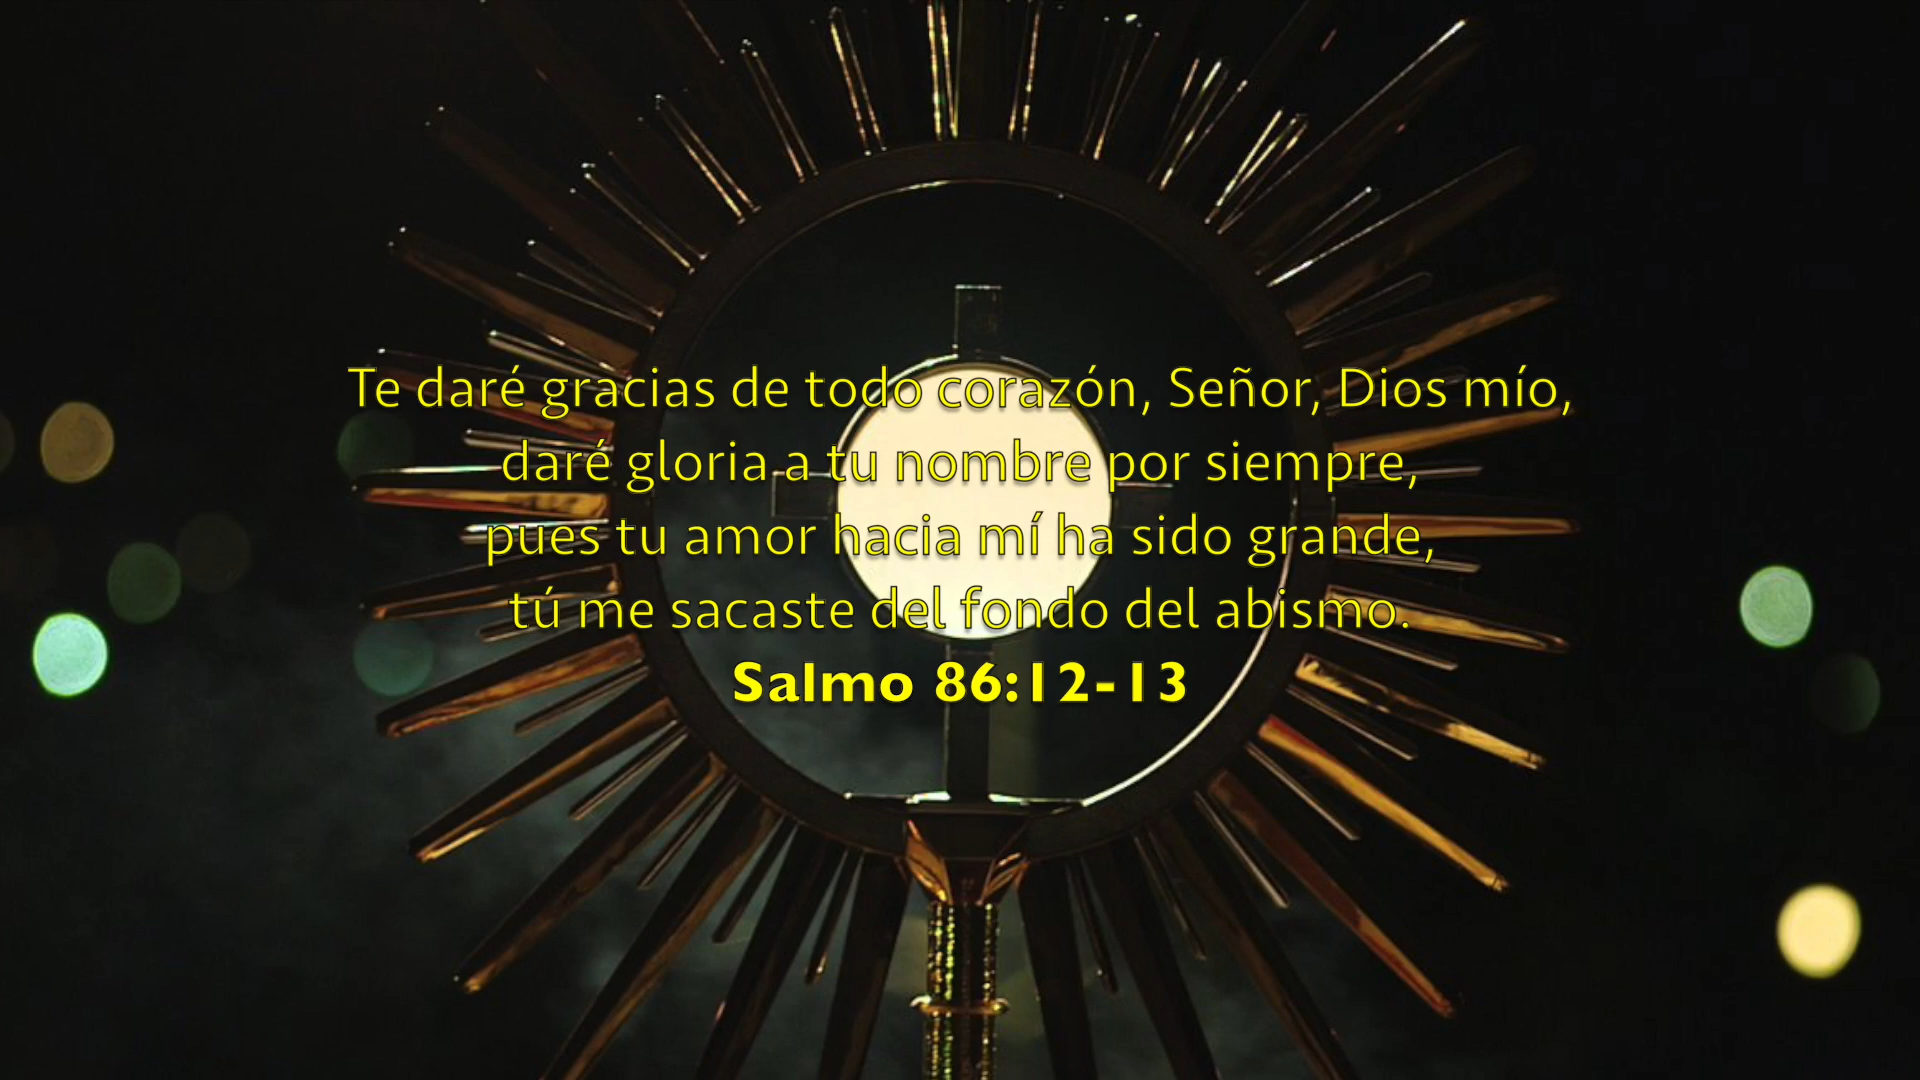 Te daré gracias de todo corazón, Señor, Dios mío,
daré gloria a tu nombre por siempre,
pues tu amor hacia mí ha sido grande,
tú me sacaste del fondo del abismo.
Salmo 86:12-13